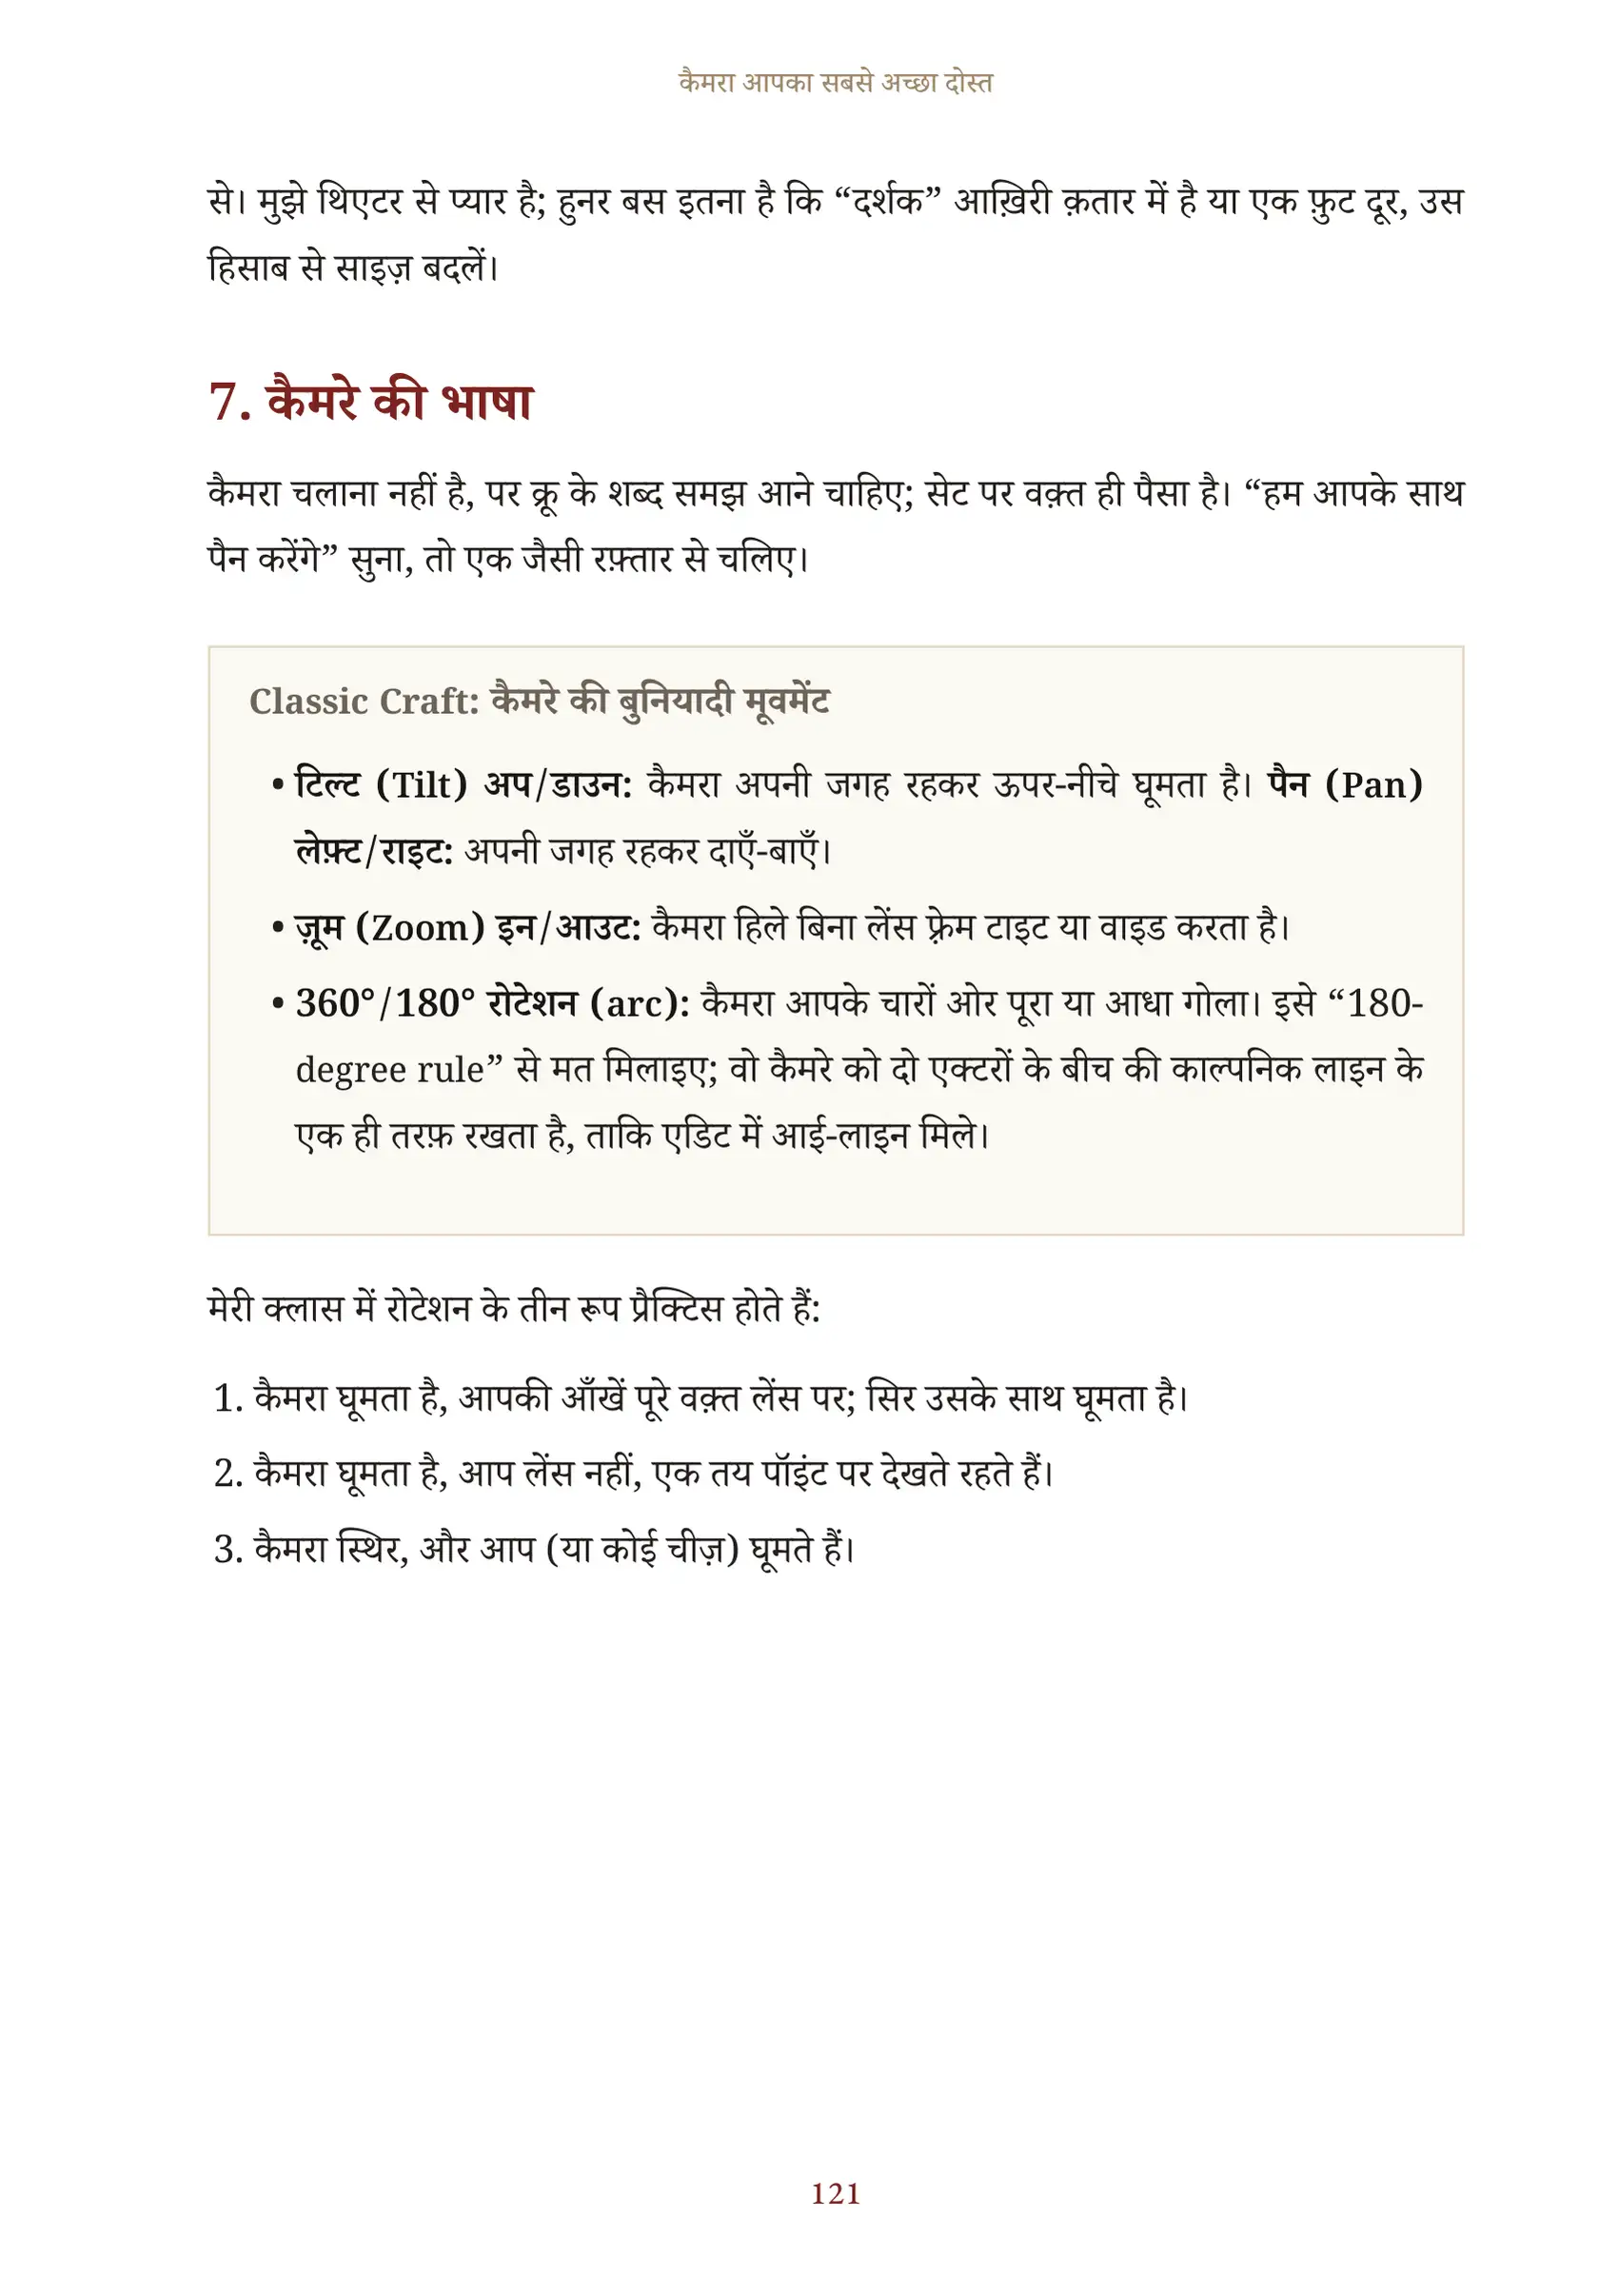 कैमरा आपका सबसे अच्छा दोस्त
से। मुझे थिएटर से प्यार है; हुनर बस इतना है कि “दर्शक” आख़िरी क़तार में है या एक फ़ुट दूर, उस
हिसाब से साइज़ बदलें।
7. कैमरे की भाषा
कैमरा चलाना नहीं है, पर क्रू के शब्द समझ आने चाहिए; सेट पर वक़्त ही पैसा है। “हम आपके साथ
पैन करेंगे” सुना, तो एक जैसी रफ़्तार से चलिए।
Classic Craft: कैमरे की बुनियादी मूवमेंट
• टिल्ट (Tilt) अप/डाउन: कैमरा अपनी जगह रहकर ऊपर-नीचे घूमता है। पैन (Pan)
लेफ़्ट/राइट: अपनी जगह रहकर दाएँ-बाएँ।
• ज़ूम (Zoom) इन/आउट: कैमरा हिले बिना लेंस फ़्रेम टाइट या वाइड करता है।
• 360°/180° रोटेशन (arc): कैमरा आपके चारों ओर पूरा या आधा गोला। इसे “180-
degree rule” से मत मिलाइए; वो कैमरे को दो एक्टरों के बीच की काल्पनिक लाइन के
एक ही तरफ़ रखता है, ताकि एडिट में आई-लाइन मिले।
मेरी क्लास में रोटेशन के तीन रूप प्रैक्टिस होते हैं:
1. कैमरा घूमता है, आपकी आँखें पूरे वक़्त लेंस पर; सिर उसके साथ घूमता है।
2. कैमरा घूमता है, आप लेंस नहीं, एक तय पॉइंट पर देखते रहते हैं।
3. कैमरा स्थिर, और आप (या कोई चीज़) घूमते हैं।
121